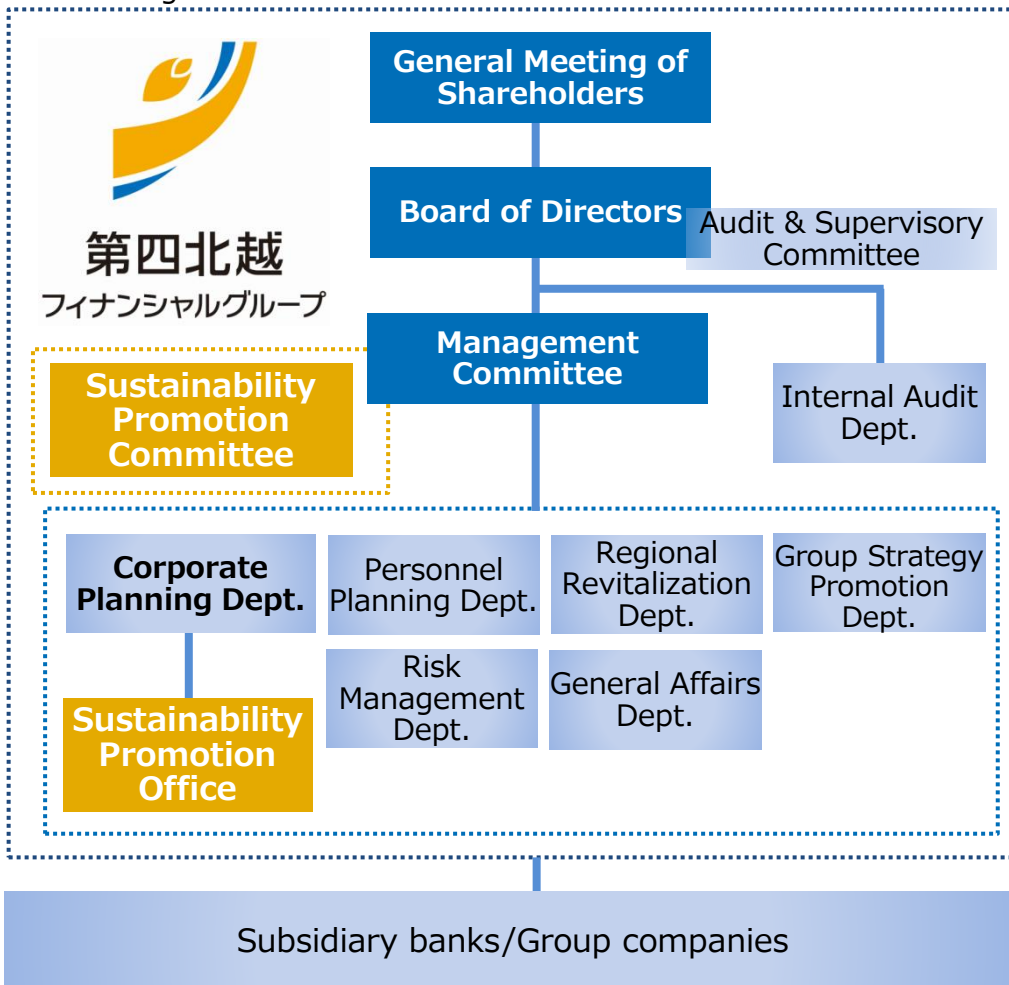 第四北越
フィナンシャルグループ
General Meeting of
Shareholders
Board of Directors
Audit & Supervisory
Committee
Management
Committee
Internal Audit
Dept.
Sustainability
Promotion
Committee
Corporate
Planning Dept.
Personnel
Planning Dept.
Regional
Revitalization
Dept.
Group Strategy
Promotion
Dept.
Sustainability
Promotion
Office
Risk
Management
Dept.
General Affairs
Dept.
Subsidiary banks/Group companies